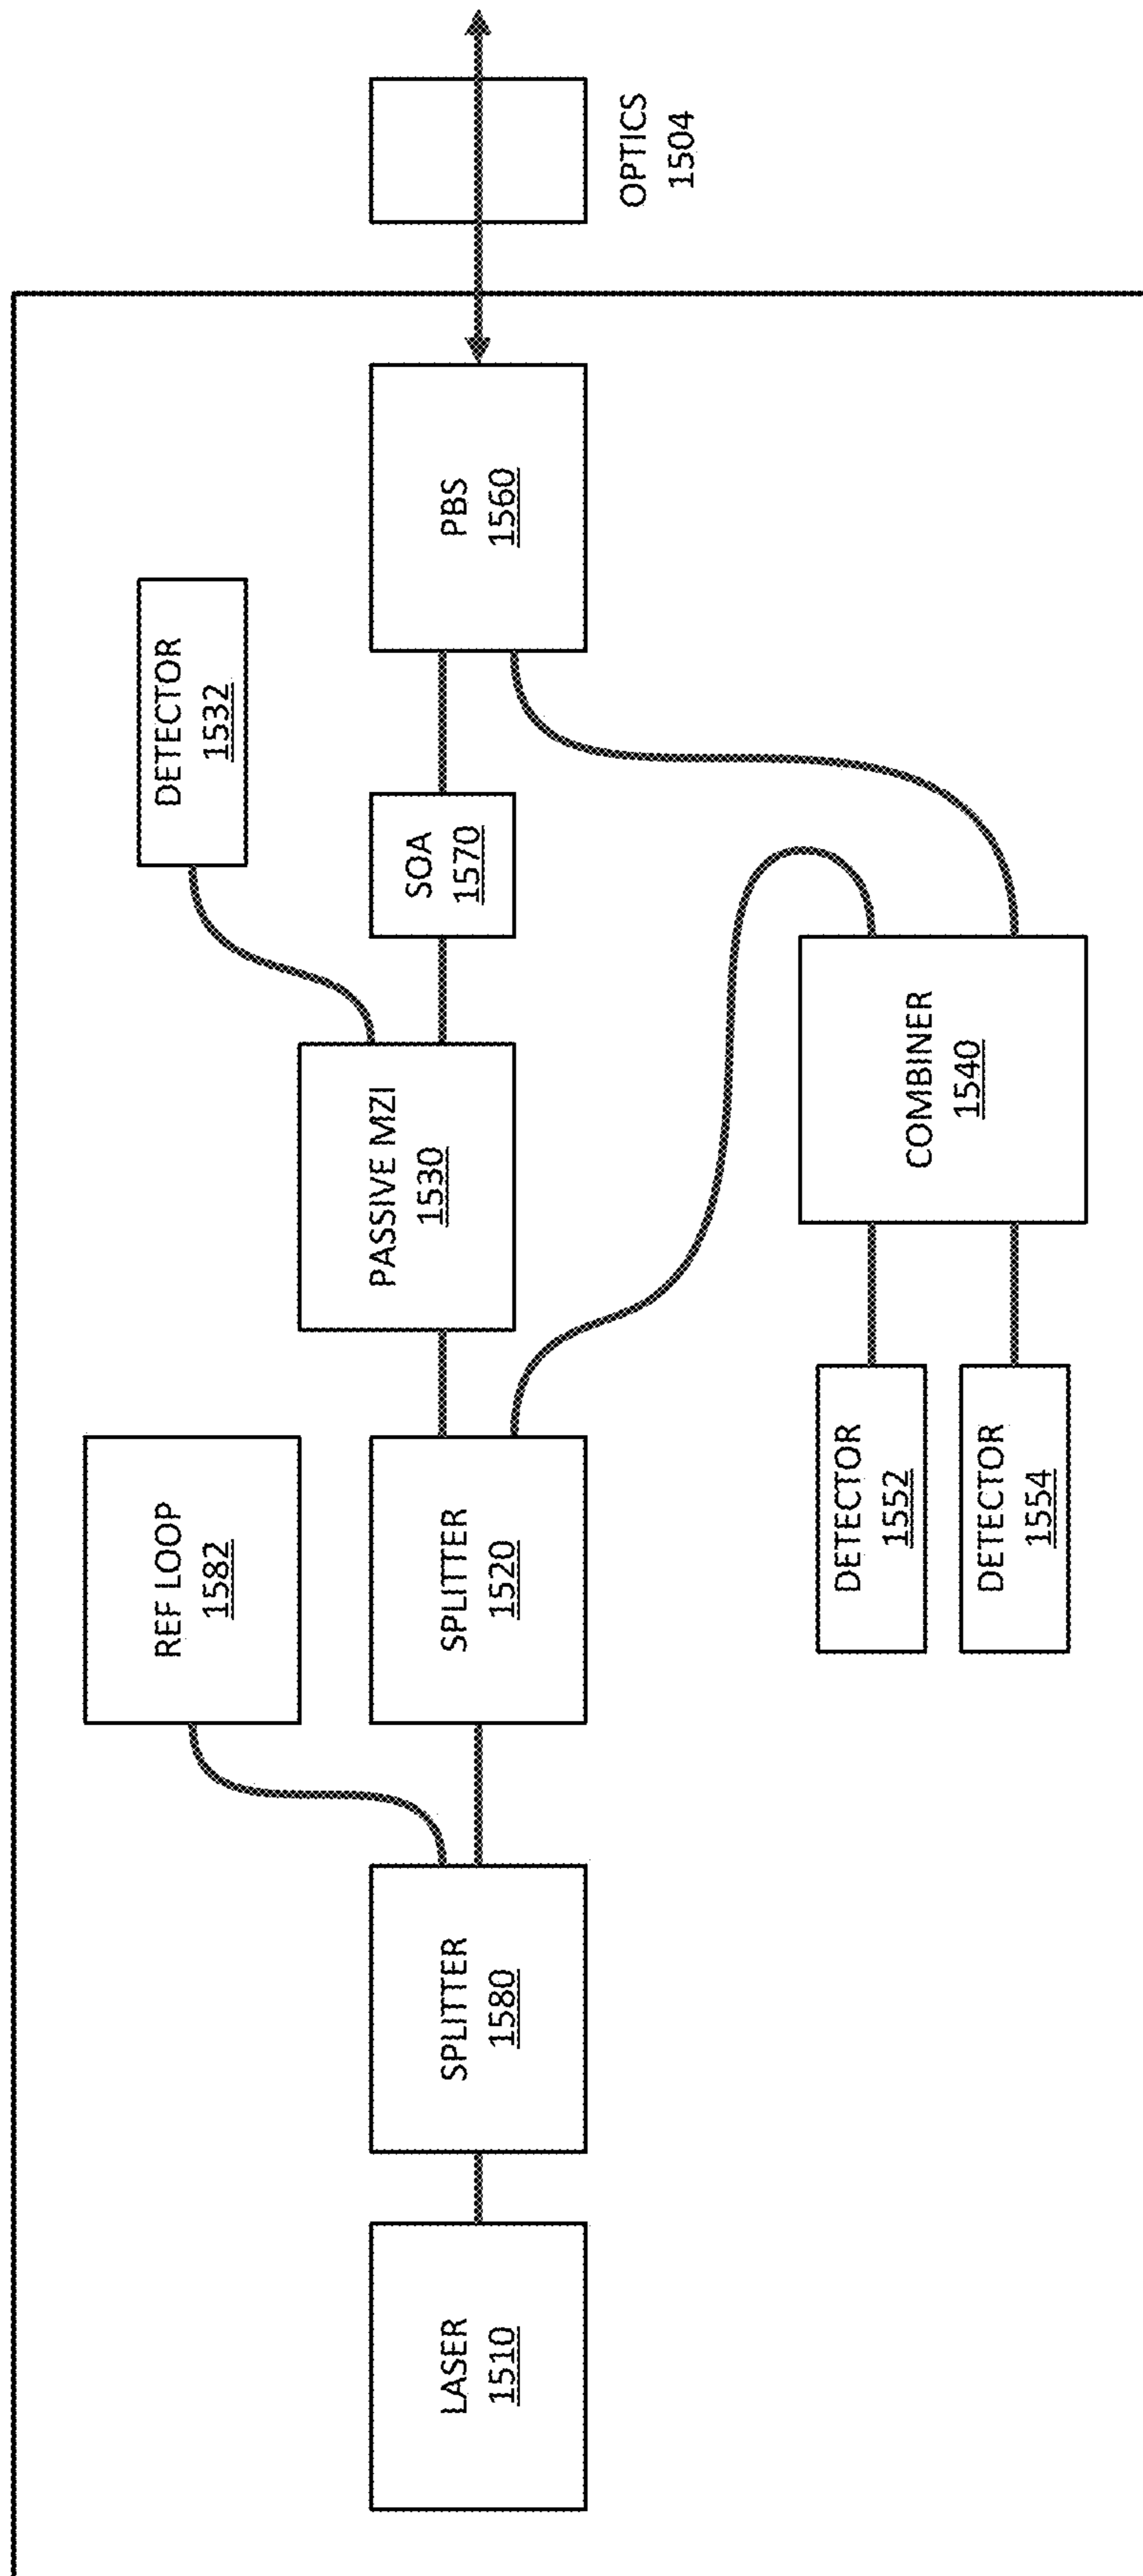 LASER
1510
SPLITTER
1580
REF LOOP
1582
SPLITTER
1520
PASSIVE MZI
1530
DETECTOR
1532
SOA
1570
PBS
1560
OPTICS
1504
DETECTOR
1552
DETECTOR
1554
COMBINER
1540